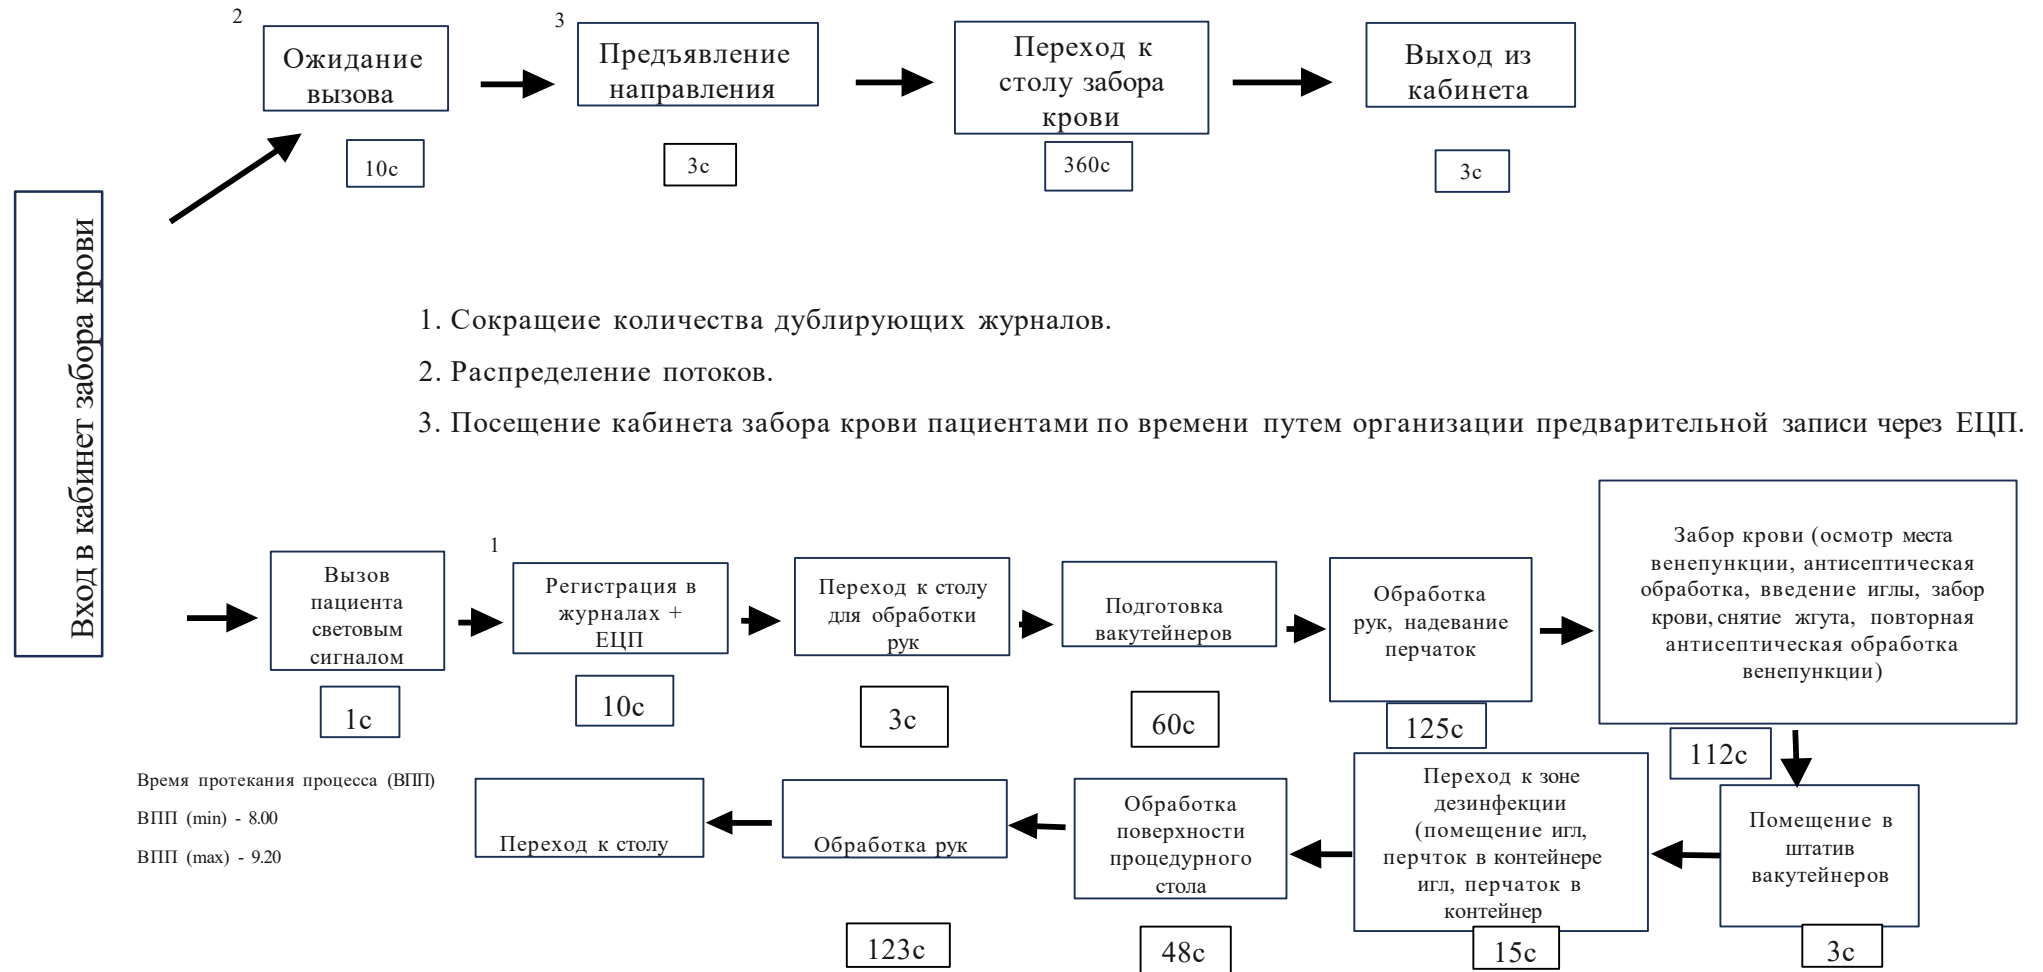 2
Ожидание
вызова
10с
3
Предъявление
направления
3с
Переход к
столу забора
крови
360с
Выход из
кабинета
3с
Вход в кабинет забора крови
1. Сокращеие количества дублирующих журналов.
2. Распределение потоков.
3. Посещение кабинета забора крови пациентами по времени путем организации предварительной записи через ЕЦП.
Вызов
пациента
световым
сигналом
1с
1
Регистрация в
журналах +
ЕЦП
10с
Переход к столу
для обработки
рук
3с
Подготовка
вакутейнеров
60с
Обработка
рук, надевание
перчаток
125с
Забор крови (осмотр места
венепункции, антисептическая
обработка, введение иглы, забор
крови, снятие жгута, повторная
антисептическая обработка
венепункции)
112с
Помещение в
штатив
вакутейнеров
3с
Переход к зоне
дезинфекции
(помещение игл,
перчток в контейнере
игл, перчаток в
контейнер
15с
Обработка
поверхности
процедурного
стола
48с
Обработка рук
123с
Переход к столу
Время протекания процесса (ВПП)
ВПП (min) - 8.00
ВПП (max) - 9.20